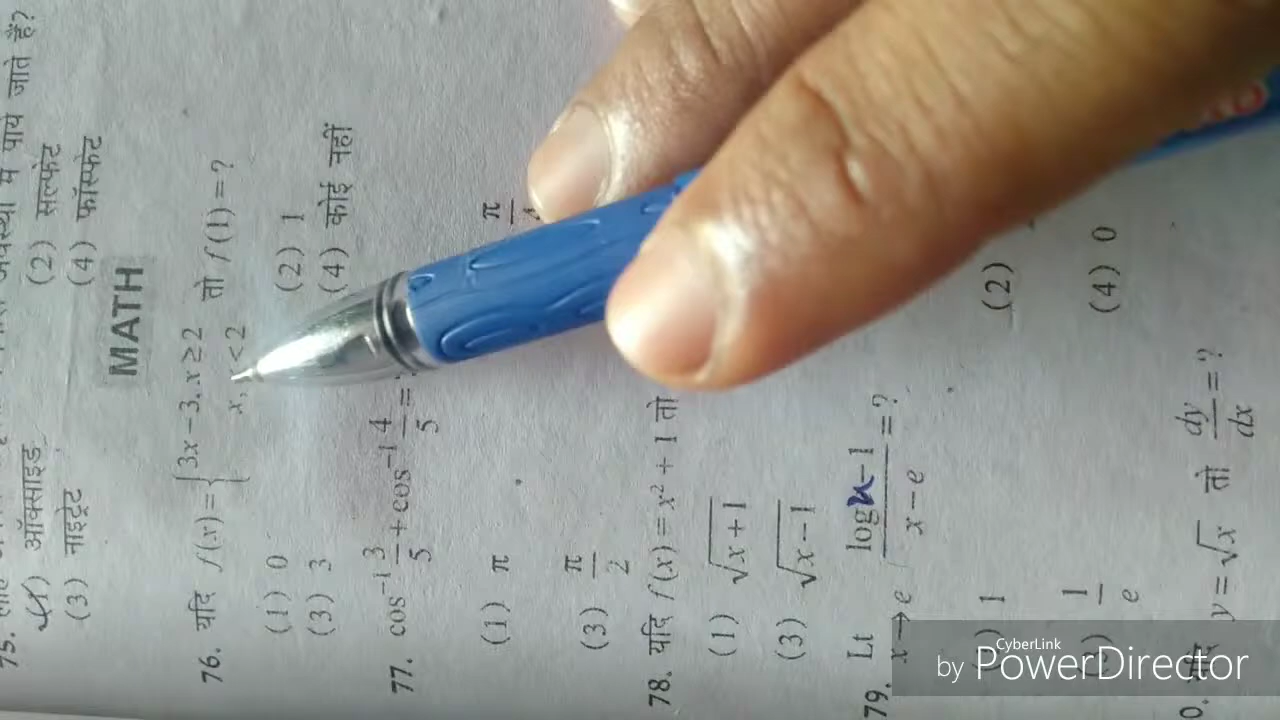 75.
(1) ऑक्साइड (2) सल्फेट
(3) नाइट्रेट (4) फॉस्फेट
में पाये जाते हैं?
MATH
76. यदि f(x) = { 3x − 3, x ≥ 2
x, < 2 तो f(1) = ?
(1) 0 (2) 1
(3) 3 (4) कोई नहीं
77. cos⁻¹ 3/5 + cos⁻¹ 4/5 =
(1) π π
(3) π/2
78. यदि f(x) = x² + 1 तो
(1) √x + 1
(3) √x − 1
79. Lt x→e (log x − 1)/(x − e) = ?
1 (2)
1/e (4) 0
0. यदि y = √x तो dy/dx = ?
by CyberLink PowerDirector